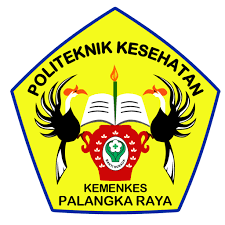 POLITEKNIK KESEHATAN
KEMENKES
PALANGKA RAYA